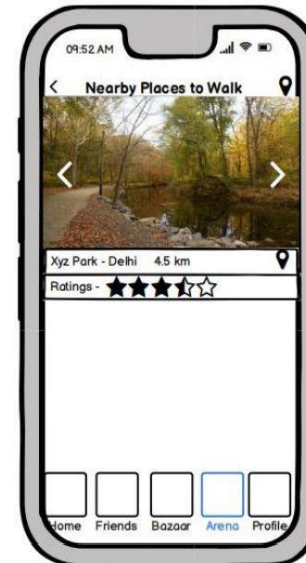 09:52 AM
Nearby Places to Walk
Xyz Park - Delhi 4.5 km
Ratings -
Home Friends Bazaar Arena Profile